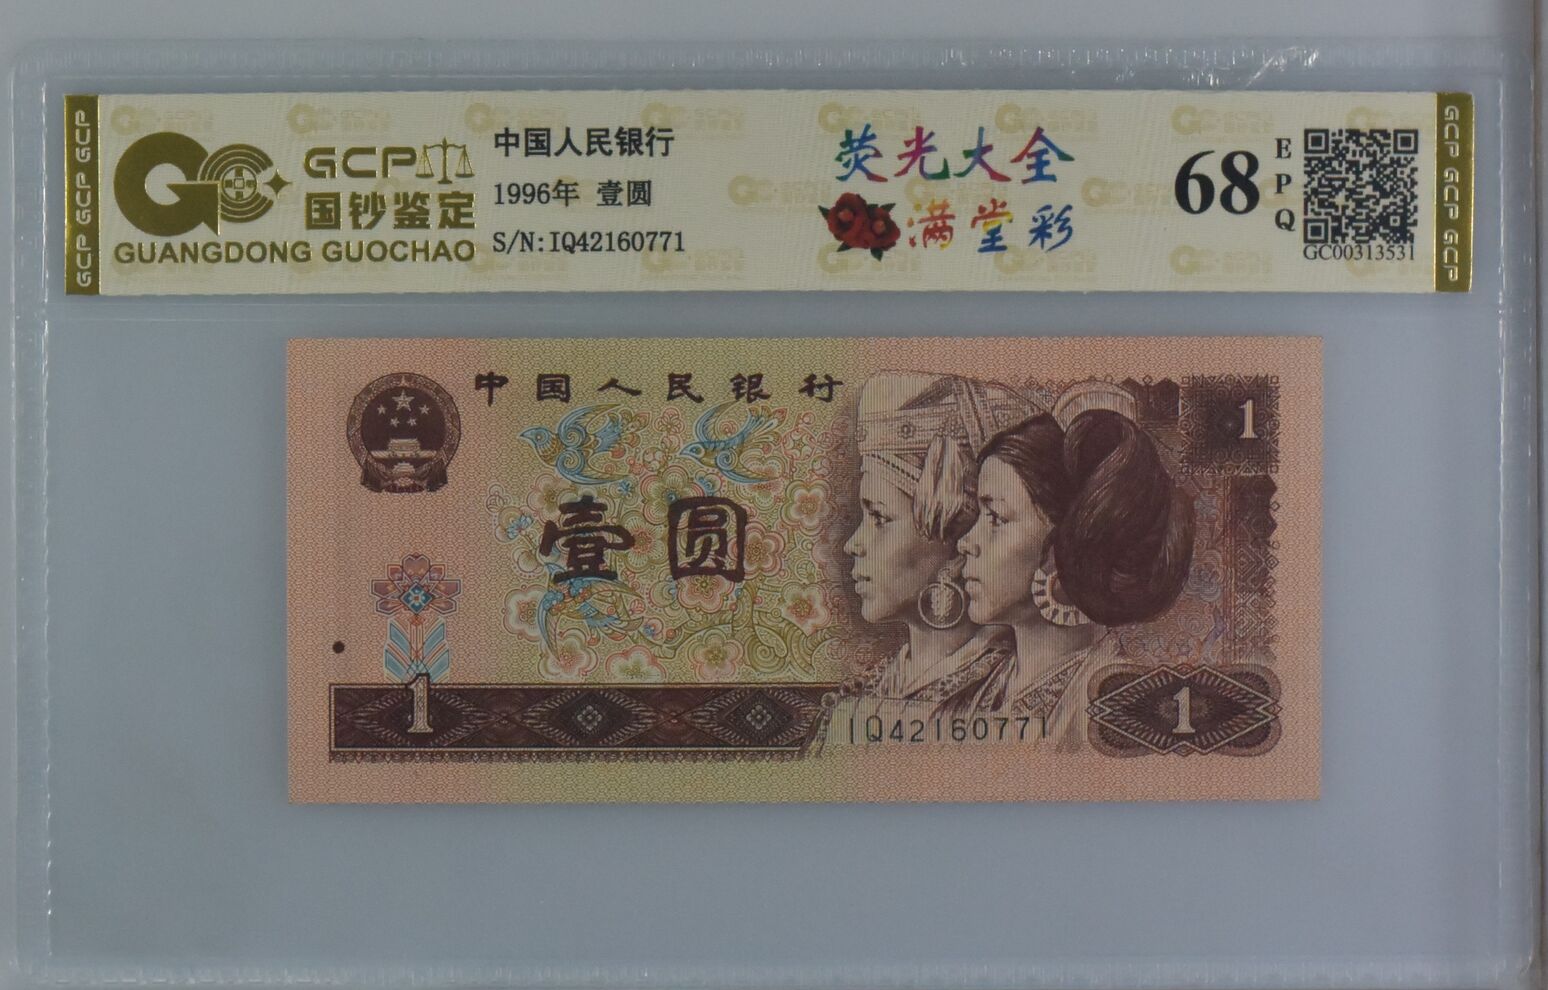 GCP GCP GCP
GCP
国钞鉴定
GUANGDONG GUOCHAO
中国人民银行
1996年 壹圆
S/N:IQ42160771
荧光大全
满堂彩
68
EPQ
GC00313531
GCP GCP GCP
中国人民银行
1
壹圆
1
IQ42160771
1